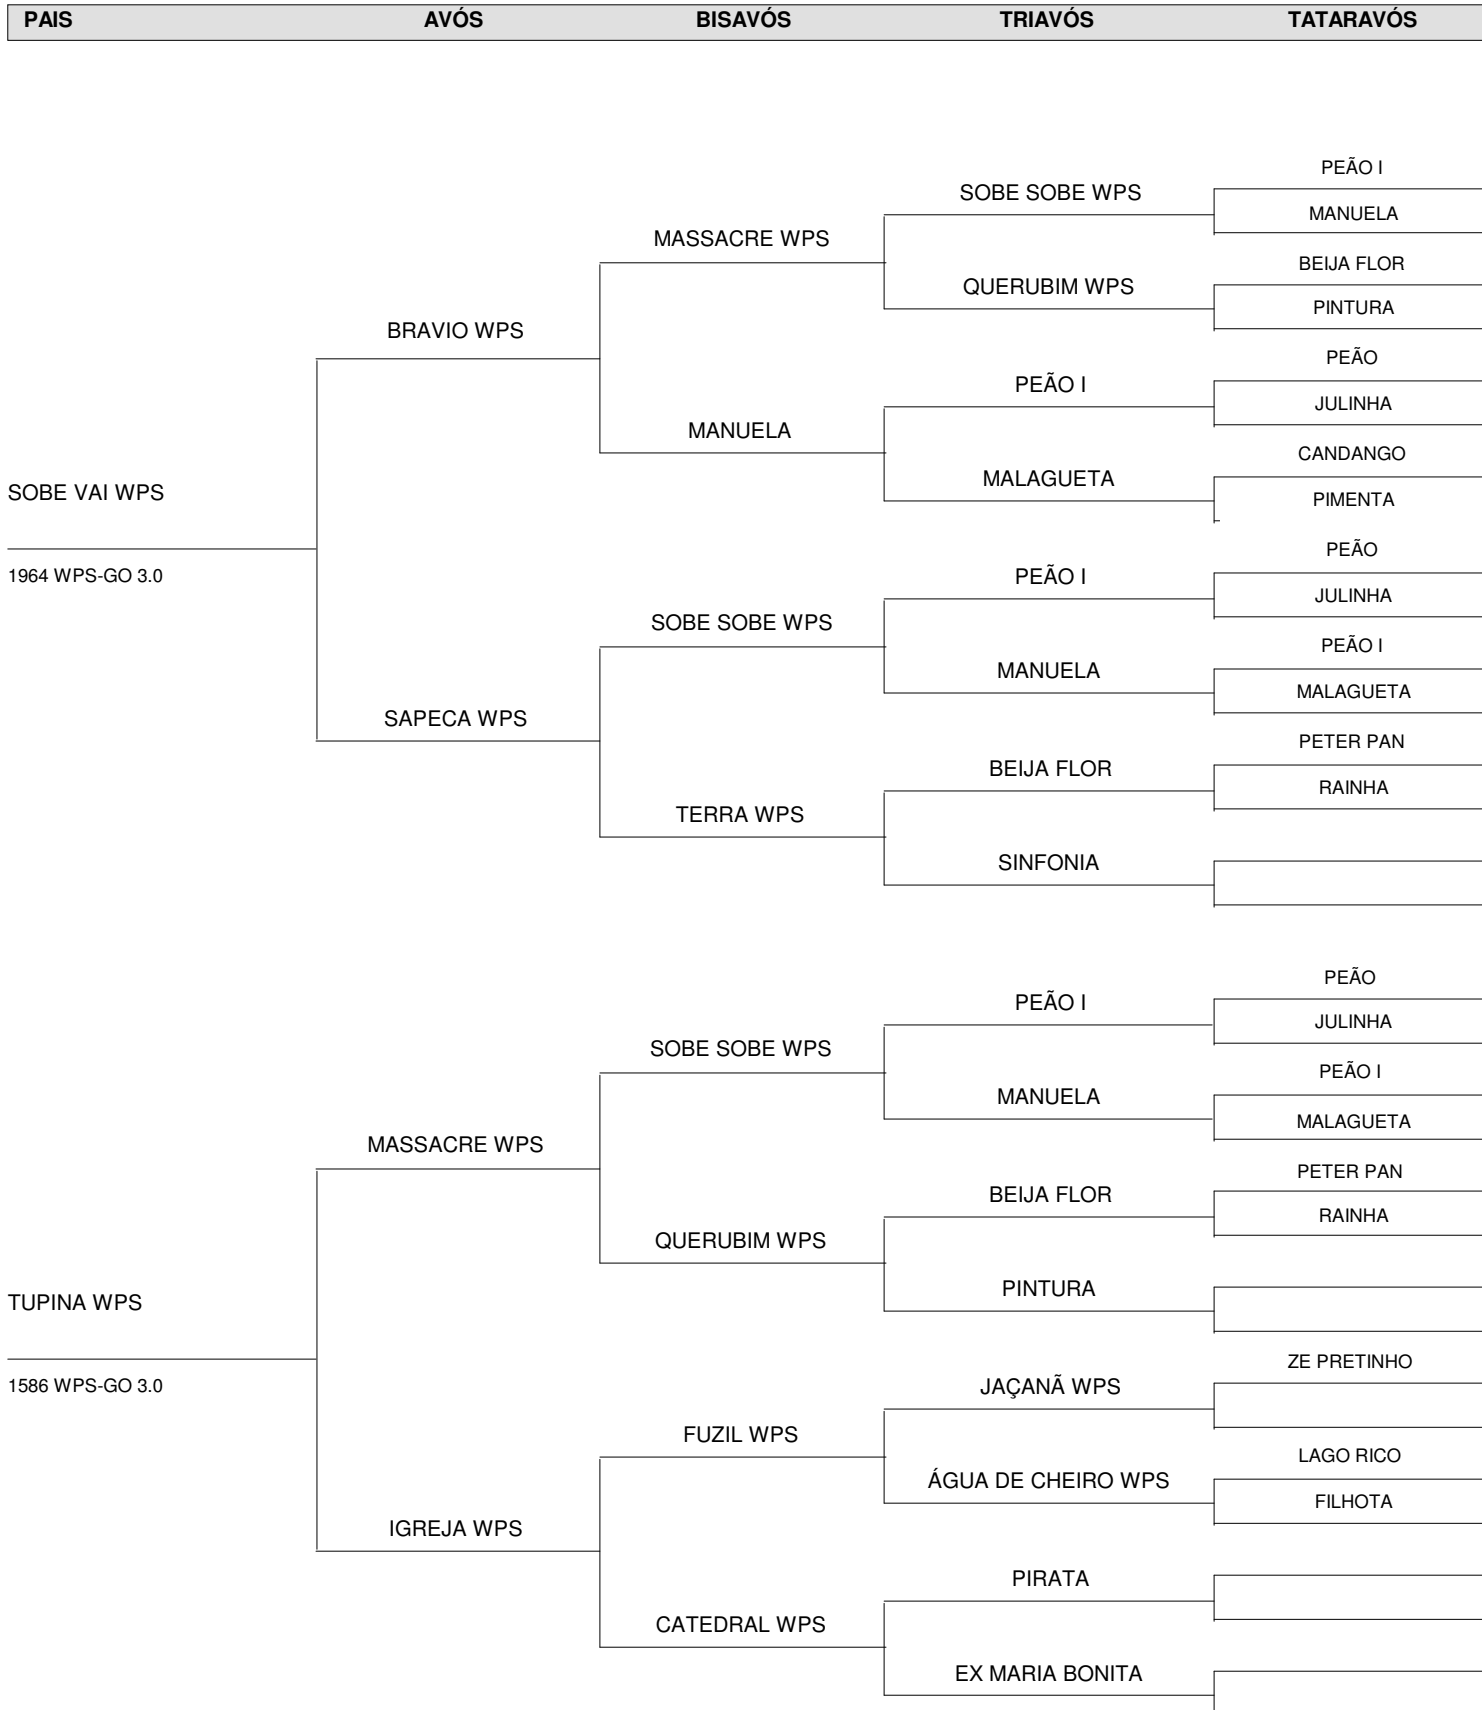 PAIS AVÓS BISAVÓS TRIAVÓS TATARAVÓS
PEÃO I
SOBE SOBE WPS
MANUELA
MASSACRE WPS
BEIJA FLOR
QUERUBIM WPS
PINTURA
BRAVIO WPS
PEÃO
PEÃO I
JULINHA
MANUELA
CANDANGO
MALAGUETA
SOBE VAI WPS
PIMENTA
PEÃO
1964 WPS-GO 3.0
PEÃO I
JULINHA
SOBE SOBE WPS
PEÃO I
MANUELA
MALAGUETA
SAPECA WPS
PETER PAN
BEIJA FLOR
RAINHA
TERRA WPS
SINFONIA
PEÃO
PEÃO I
JULINHA
SOBE SOBE WPS
PEÃO I
MANUELA
MALAGUETA
MASSACRE WPS
PETER PAN
BEIJA FLOR
RAINHA
QUERUBIM WPS
PINTURA
TUPINA WPS
ZE PRETINHO
1586 WPS-GO 3.0
JAÇANÃ WPS
FUZIL WPS
LAGO RICO
ÁGUA DE CHEIRO WPS
FILHOTA
IGREJA WPS
PIRATA
CATEDRAL WPS
EX MARIA BONITA